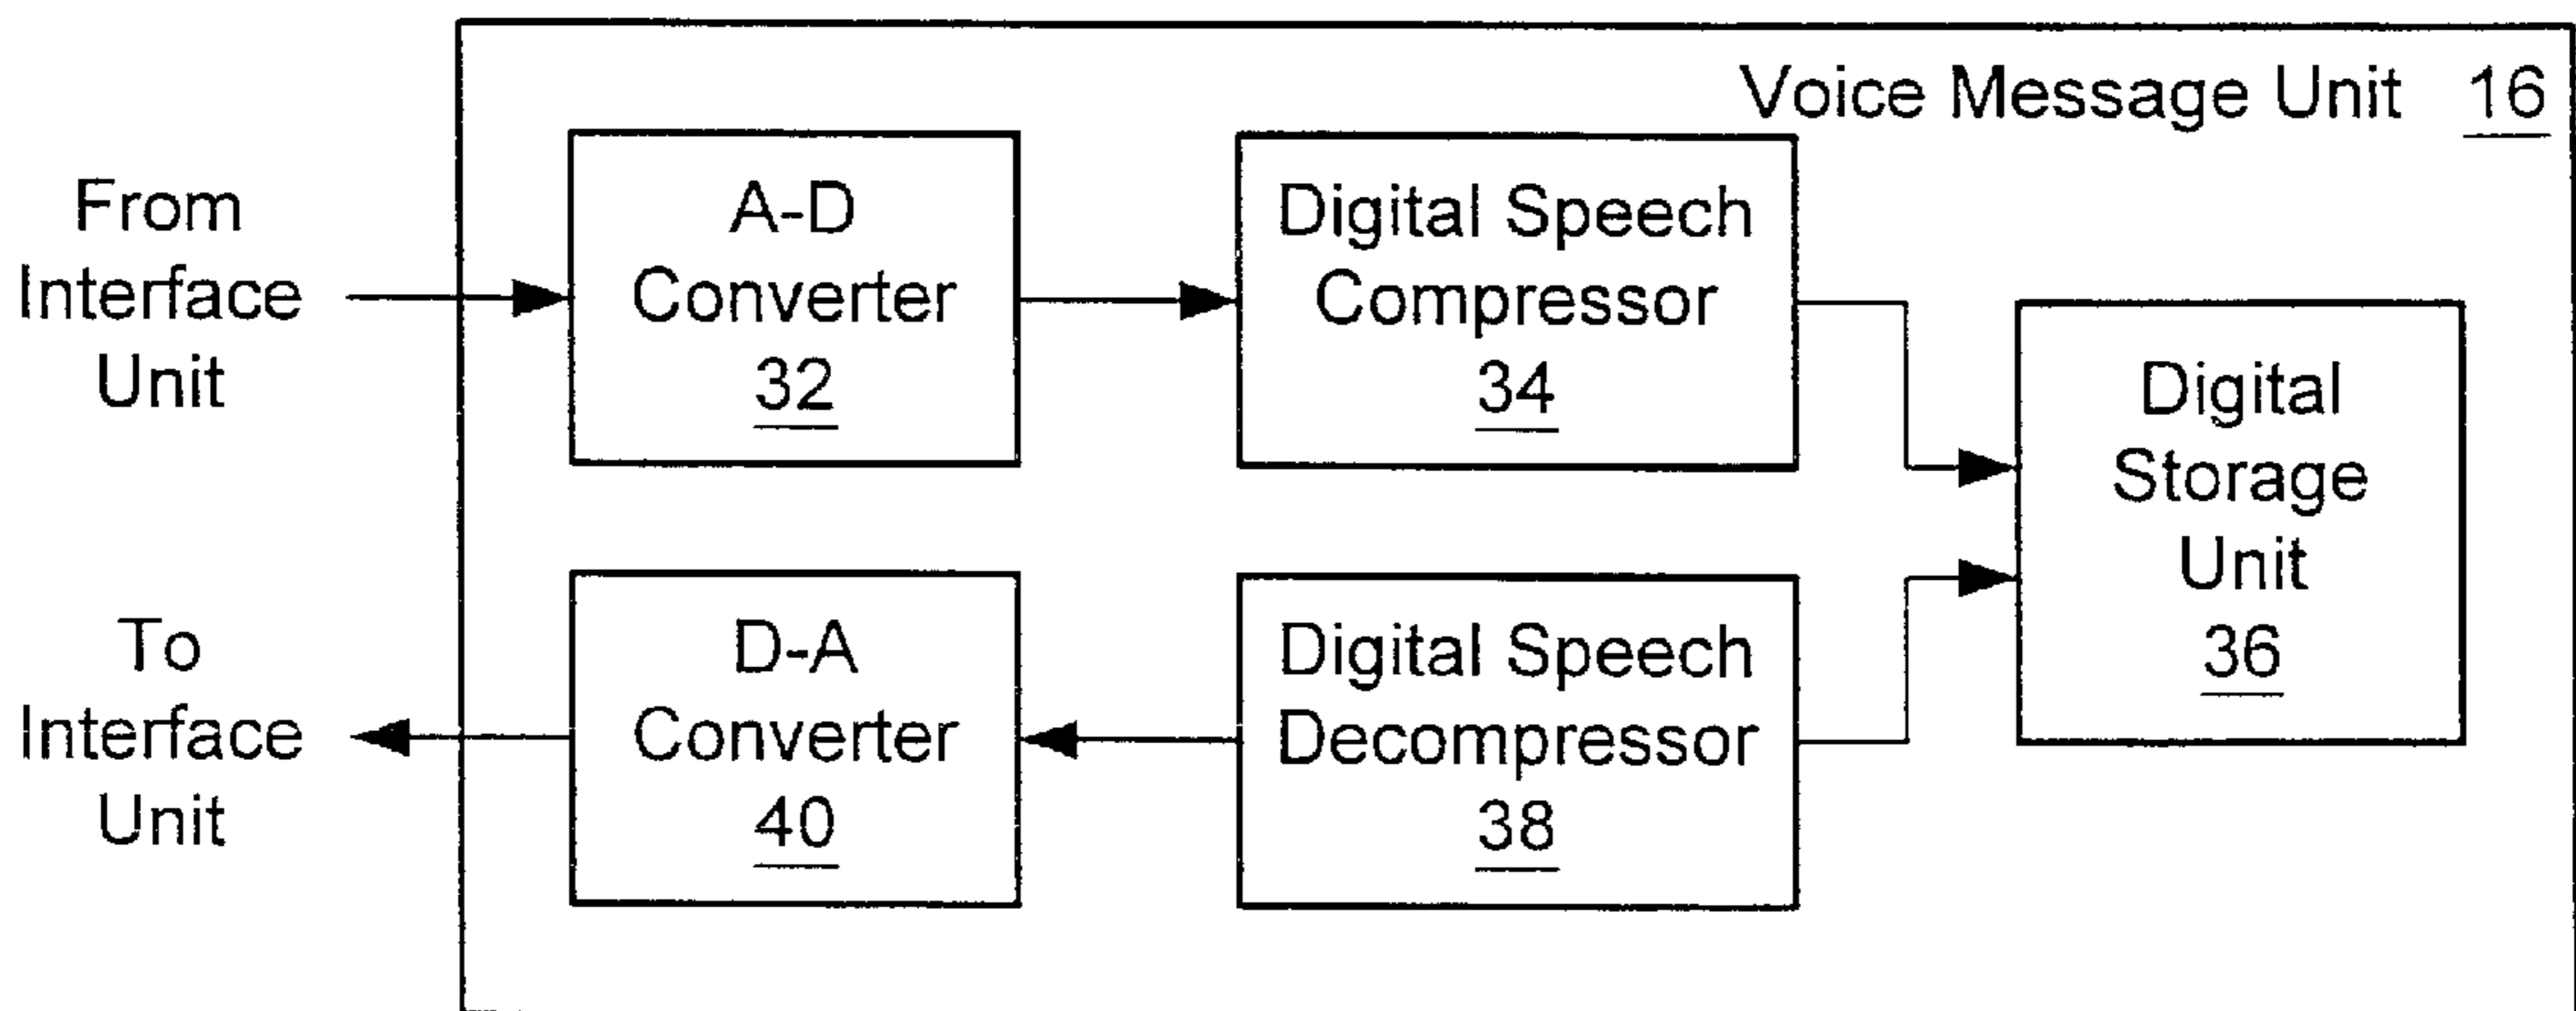 Voice Message Unit 16
From
Interface
Unit
A-D
Converter
32
Digital Speech
Compressor
34
Digital
Storage
Unit
36
To
Interface
Unit
D-A
Converter
40
Digital Speech
Decompressor
38